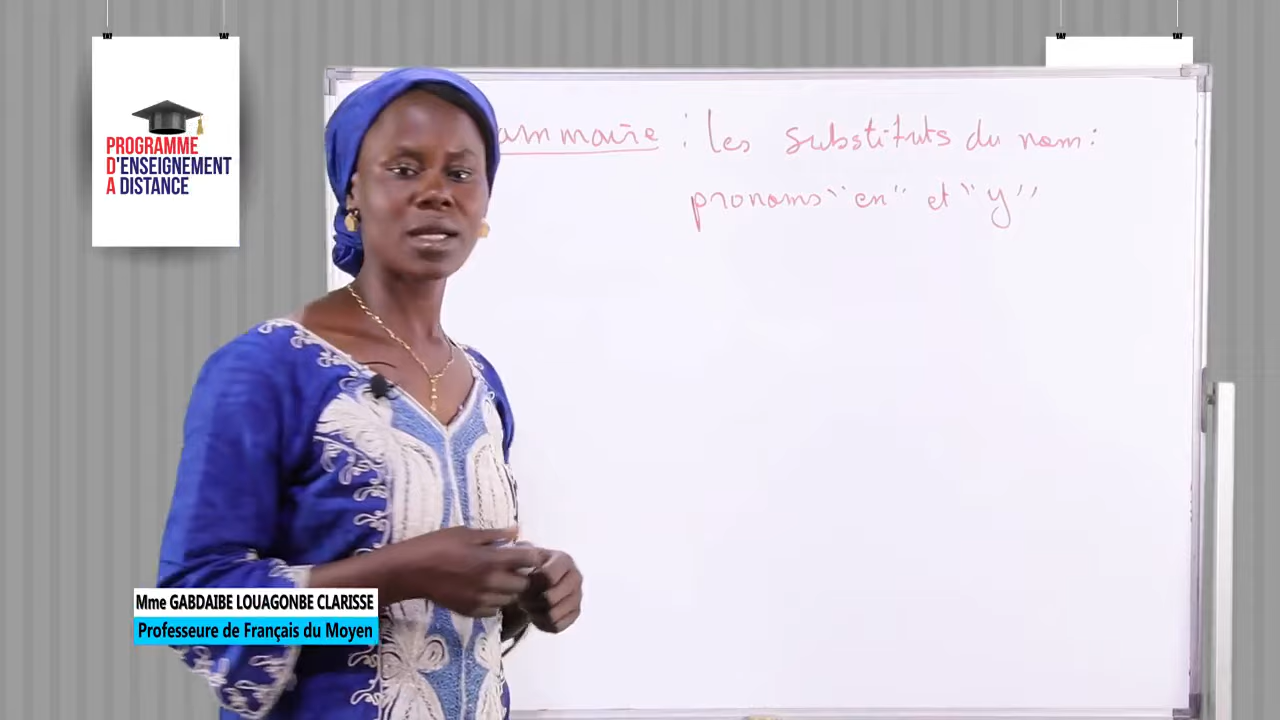 PROGRAMME
D'ENSEIGNEMENT
A DISTANCE
ammaire : les substituts du nom :
pronoms "en" et "y"
Mme GABDAIBE LOUAGONBE CLARISSE
Professeure de Français du Moyen